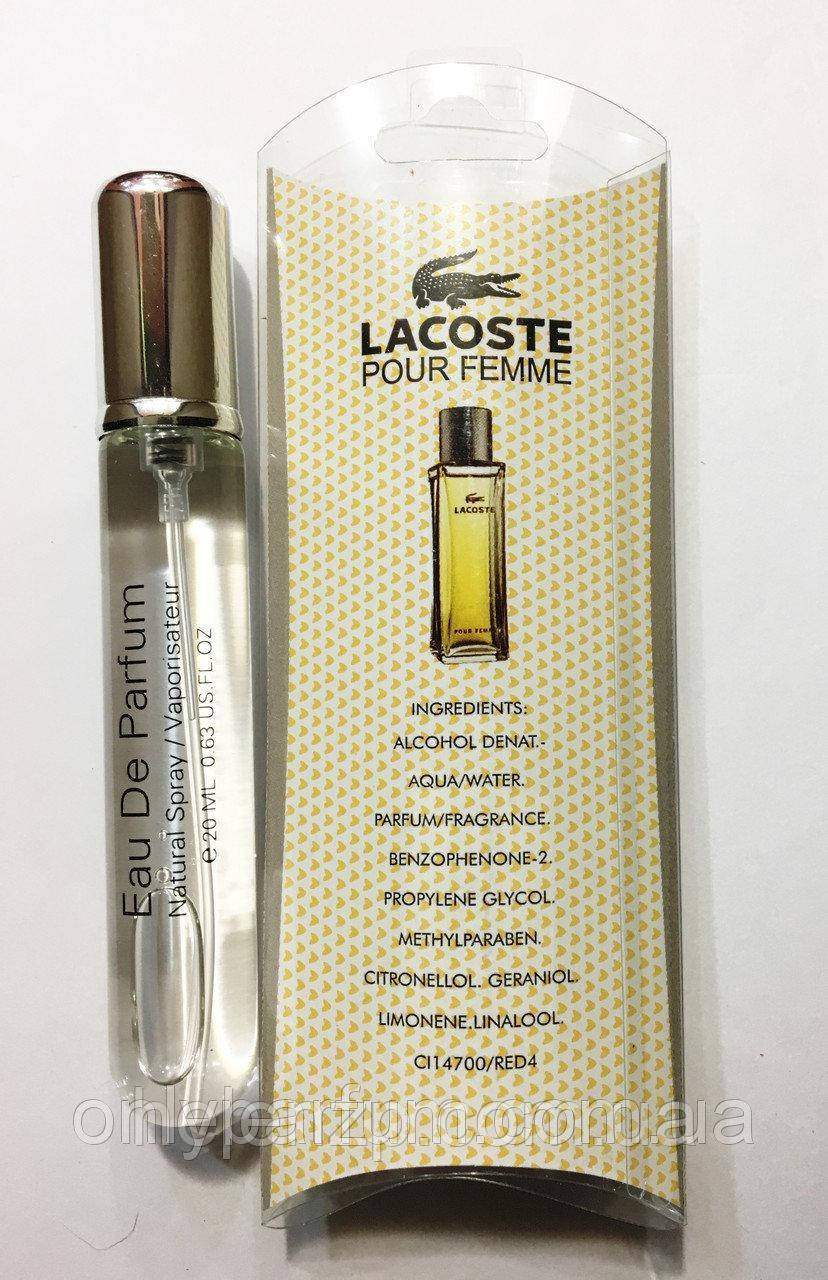 Eau De Parfum
Natural Spray / Vaporisateur
e 20 ML 0.63 US.FL.OZ
LACOSTE
POUR FEMME
LACOSTE
POUR FEMME
INGREDIENTS:
ALCOHOL DENAT.-
AQUA/WATER.
PARFUM/FRAGRANCE.
BENZOPHENONE-2.
PROPYLENE GLYCOL.
METHYLPARABEN.
CITRONELLOL. GERANIOL.
LIMONENE.LINALOOL.
CI14700/RED4